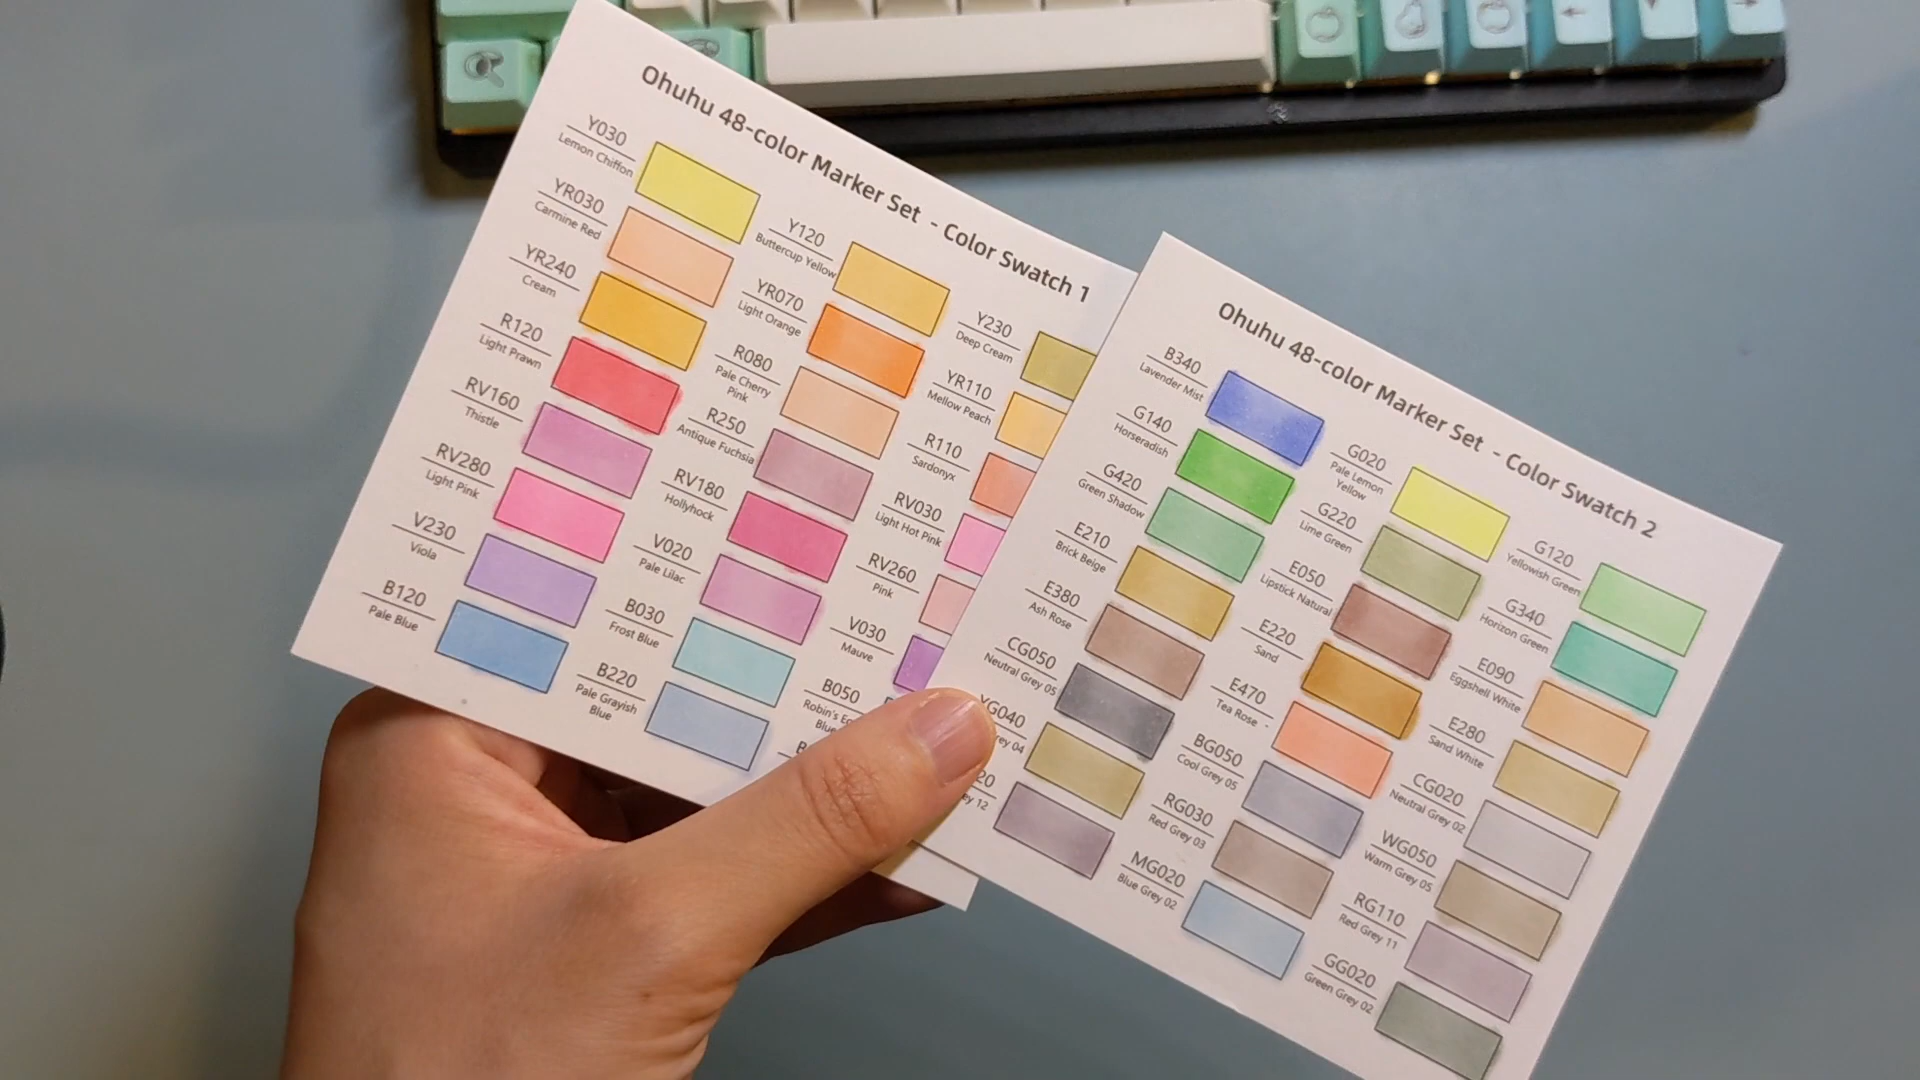 Ohuhu 48-color Marker Set - Color Swatch 1
Y030
Lemon Chiffon
YR030
Carmine Red
YR240
Cream
R120
Light Prawn
RV160
Thistle
RV280
Light Pink
V230
Viola
B120
Pale Blue
Y120
Buttercup Yellow
YR070
Light Orange
R080
Pale Cherry
Pink
R250
Antique Fuchsia
RV180
Hollyhock
V020
Pale Lilac
B030
Frost Blue
B220
Pale Grayish
Blue
Y230
Deep Cream
YR110
Mellow Peach
R110
Sardonyx
RV030
Light Hot Pink
RV260
Pink
V030
Mauve
B050
Robin's
Blue
Ohuhu 48-color Marker Set - Color Swatch 2
B340
Lavender Mist
G140
Horseradish
G420
Green Shadow
E210
Brick Beige
E380
Ash Rose
CG050
Neutral Grey 05
YG040
04
20
12
G020
Pale Lemon
Yellow
G220
Lime Green
E050
Lipstick Natural
E220
Sand
E470
Tea Rose
BG050
Cool Grey 05
RG030
Red Grey 03
MG020
Blue Grey 02
G120
Yellowish Green
G340
Horizon Green
E090
Eggshell White
E280
Sand White
CG020
Neutral Grey 02
WG050
Warm Grey 05
RG110
Red Grey 11
GG020
Green Grey 02